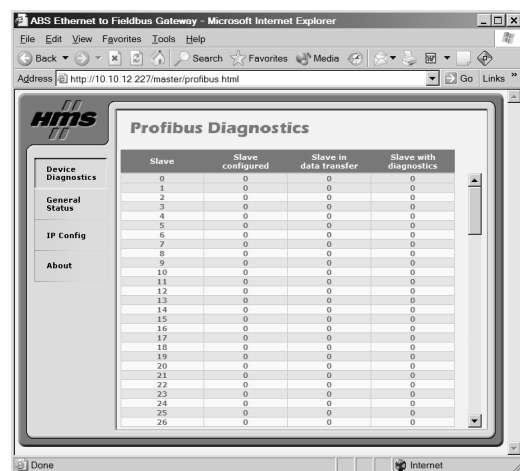 ABS Ethernet to Fieldbus Gateway - Microsoft Internet Explorer
File Edit View Favorites Tools Help
Back Search Favorites Media
Address http://10.10.12.227/master/profibus.html Go Links »
HMS
Profibus Diagnostics
Device
Diagnostics
General
Status
IP Config
About
Slave Slave configured Slave in data transfer Slave with diagnostics
0 0 0 0
1 0 0 0
2 0 0 0
3 0 0 0
4 0 0 0
5 0 0 0
6 0 0 0
7 0 0 0
8 0 0 0
9 0 0 0
10 0 0 0
11 0 0 0
12 0 0 0
13 0 0 0
14 0 0 0
15 0 0 0
16 0 0 0
17 0 0 0
18 0 0 0
19 0 0 0
20 0 0 0
21 0 0 0
22 0 0 0
23 0 0 0
24 0 0 0
25 0 0 0
26 0 0 0
Done Internet